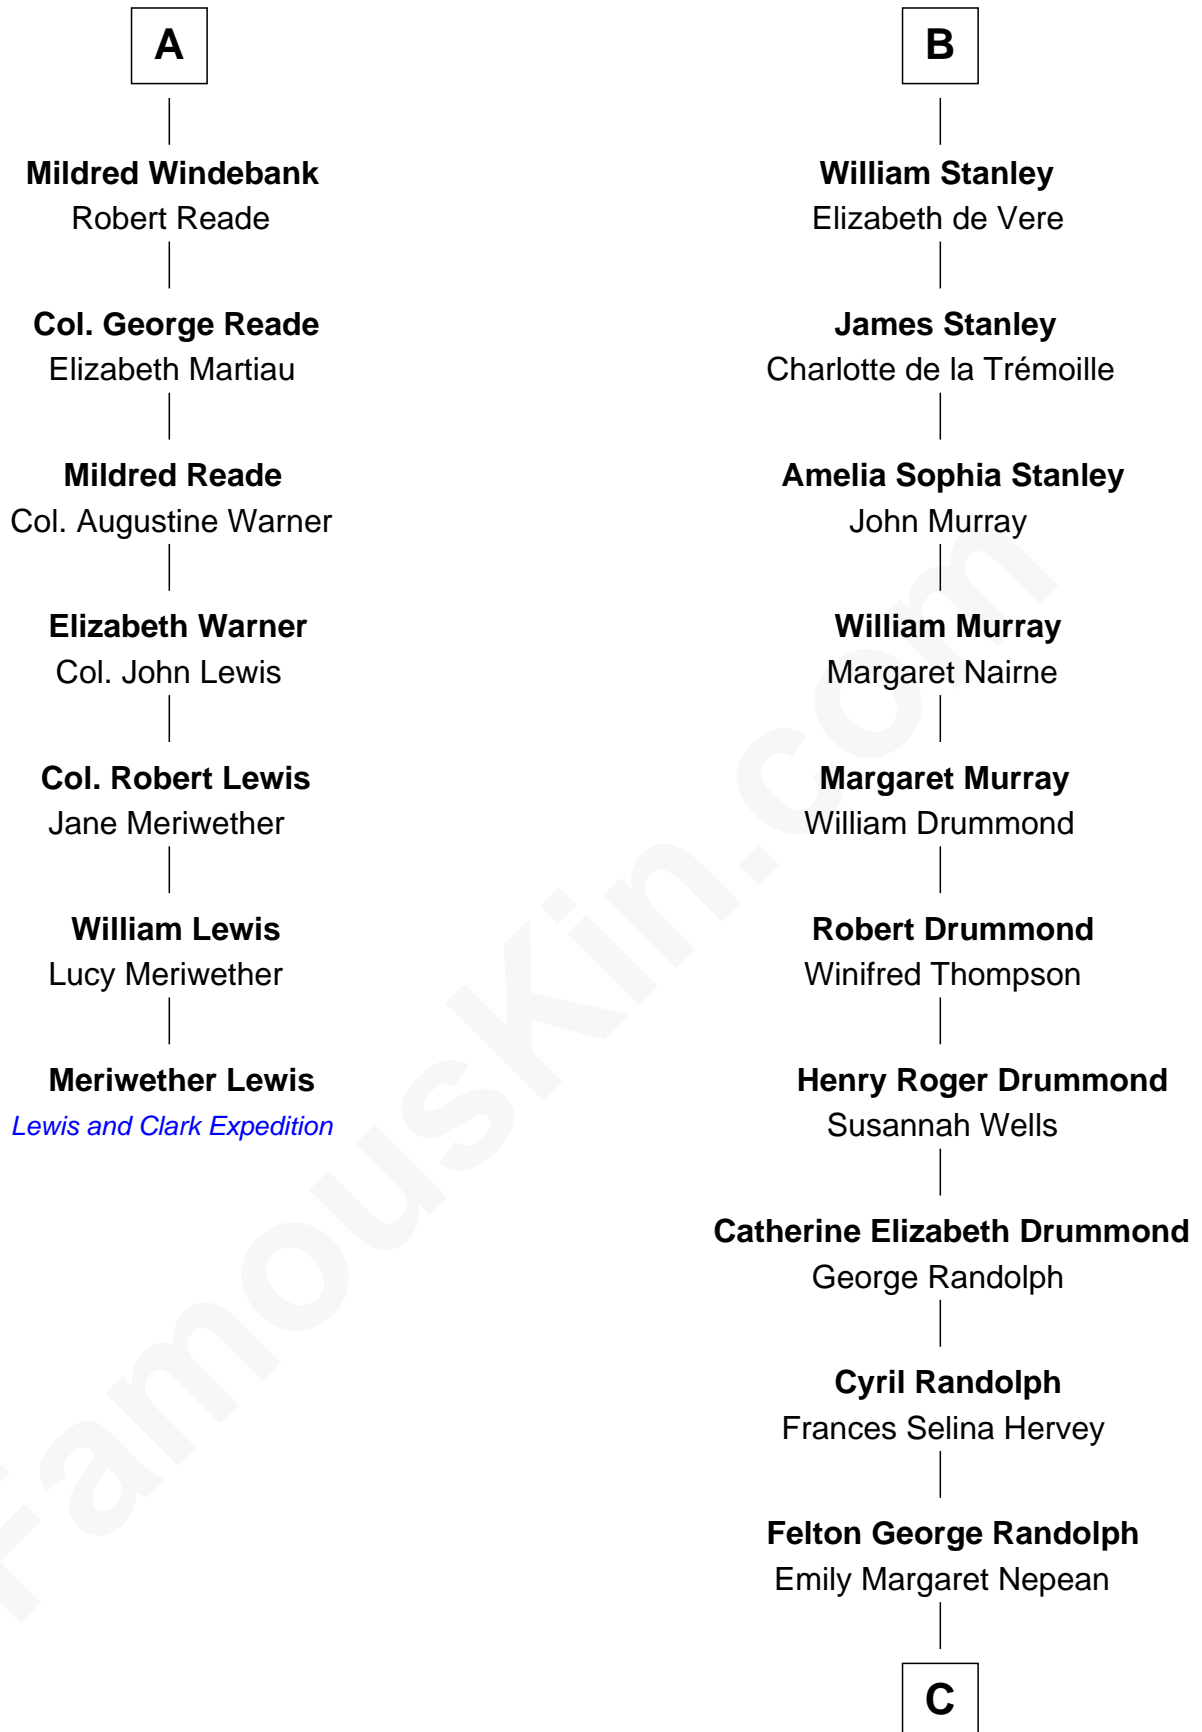 A
Mildred Windebank
Robert Reade
Col. George Reade
Elizabeth Martiau
Mildred Reade
Col. Augustine Warner
Elizabeth Warner
Col. John Lewis
Col. Robert Lewis
Jane Meriwether
William Lewis
Lucy Meriwether
Meriwether Lewis
Lewis and Clark Expedition
B
William Stanley
Elizabeth de Vere
James Stanley
Charlotte de la Trémoille
Amelia Sophia Stanley
John Murray
William Murray
Margaret Nairne
Margaret Murray
William Drummond
Robert Drummond
Winifred Thompson
Henry Roger Drummond
Susannah Wells
Catherine Elizabeth Drummond
George Randolph
Cyril Randolph
Frances Selina Hervey
Felton George Randolph
Emily Margaret Nepean
C
FamousKin.com